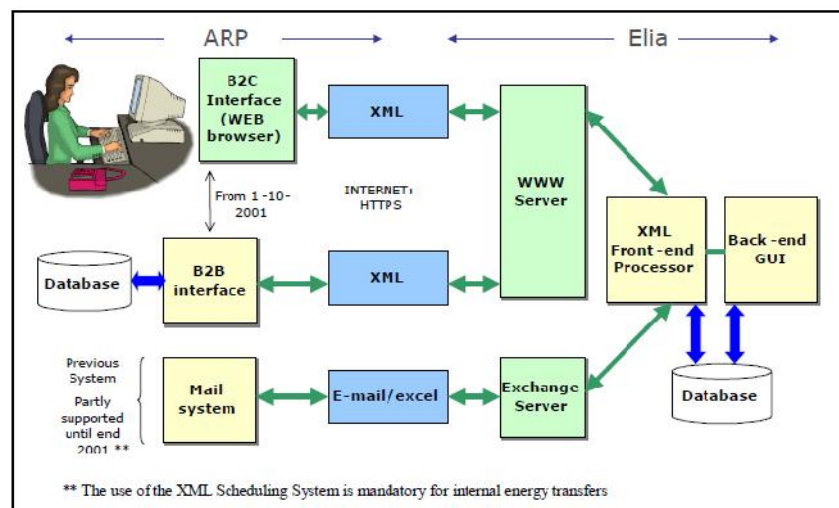 ARP
Elia
B2C
Interface
(WEB
browser)
XML
From 1-10-
2001
INTERNET:
HTTPS
WWW
Server
XML
Front-end
Processor
Back-end
GUI
Database
B2B
interface
XML
Previous
System
Partly
supported
until end
2001 **
Mail
system
E-mail/excel
Exchange
Server
Database
** The use of the XML Scheduling System is mandatory for internal energy transfers